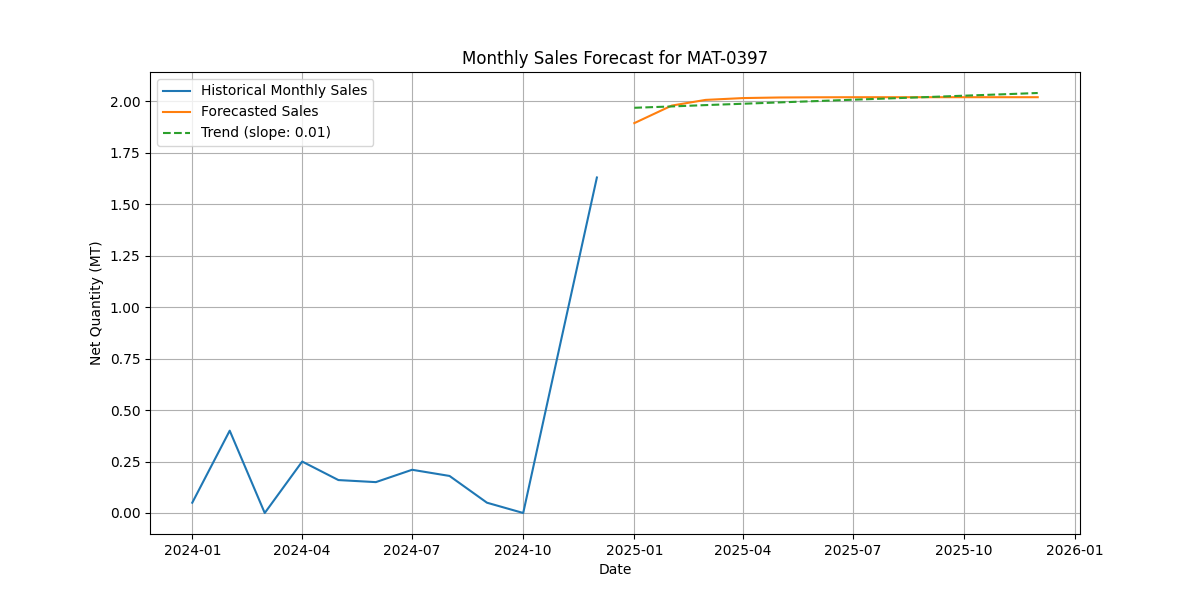 Monthly Sales Forecast for MAT-0397
Historical Monthly Sales
Forecasted Sales
Trend (slope: 0.01)
Net Quantity (MT)
2.00
1.75
1.50
1.25
1.00
0.75
0.50
0.25
0.00
2024-01 2024-04 2024-07 2024-10 2025-01 2025-04 2025-07 2025-10 2026-01
Date